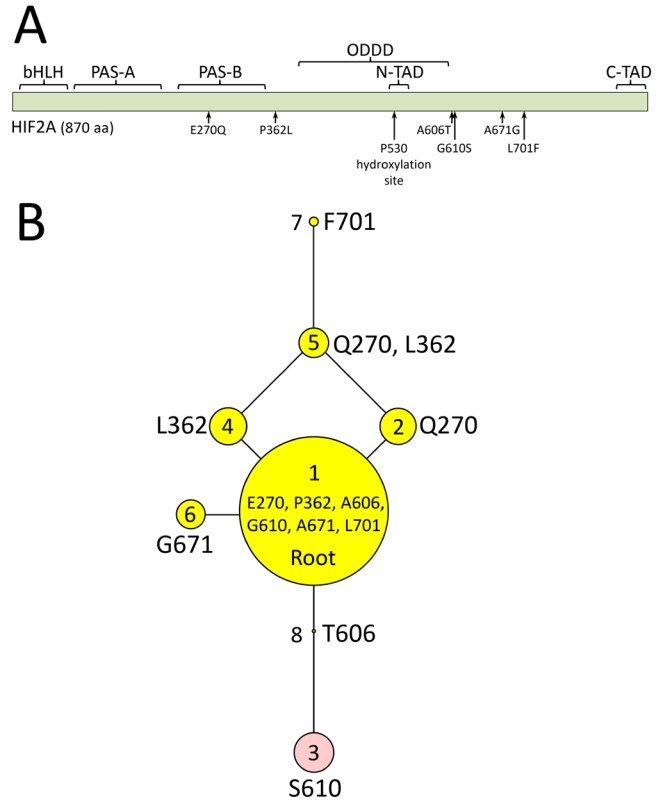 A
ODDD
bHLH PAS-A PAS-B N-TAD C-TAD
HIF2A (870 aa)
E270Q P362L A606T A671G
P530 G610S L701F
hydroxylation
site
B
7 F701
5 Q270, L362
L362 4 2 Q270
1
E270, P362, A606,
G610, A671, L701
Root
6
G671
8 T606
3
S610